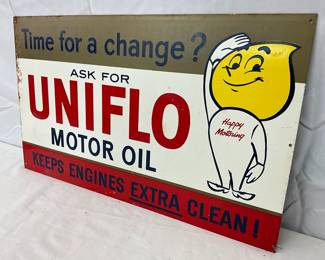 Time for a change?
ASK FOR
UNIFLO
MOTOR OIL
Happy
Motoring
KEEPS ENGINES EXTRA CLEAN!